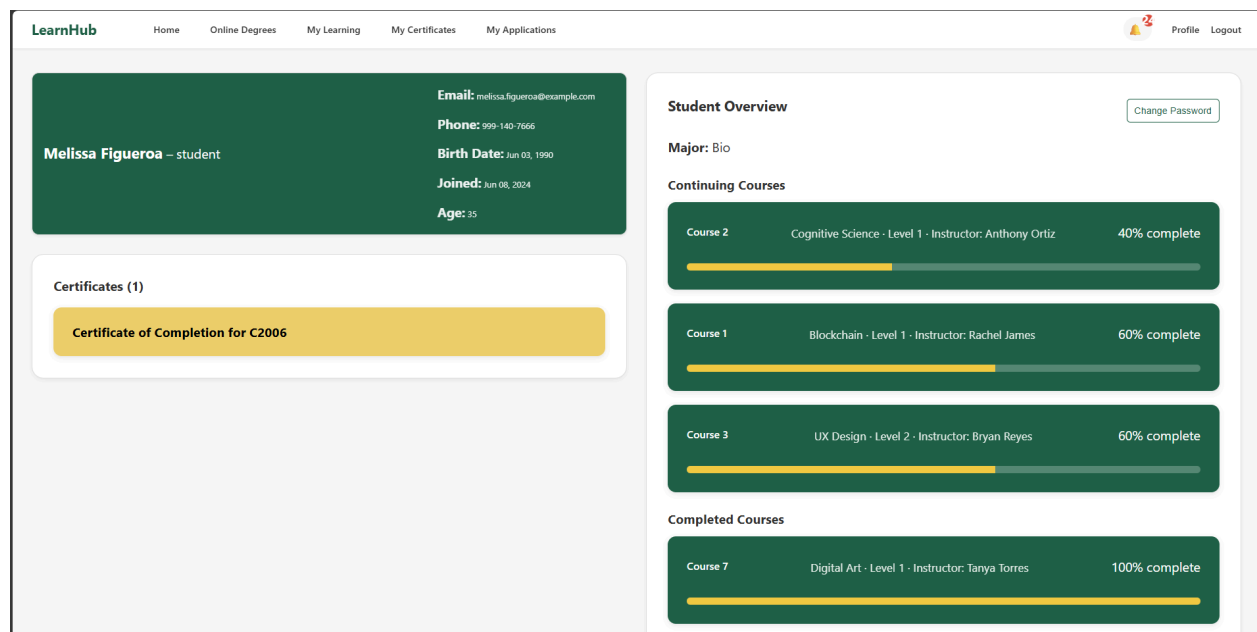 LearnHub Home Online Degrees My Learning My Certificates My Applications 24 Profile Logout
Melissa Figueroa – student
Email: melissa.figueroa@example.com
Phone: 999-140-7666
Birth Date: Jun 03, 1990
Joined: Jun 08, 2024
Age: 35
Certificates (1)
Certificate of Completion for C2006
Student Overview
Change Password
Major: Bio
Continuing Courses
Course 2 Cognitive Science · Level 1 · Instructor: Anthony Ortiz 40% complete
Course 1 Blockchain · Level 1 · Instructor: Rachel James 60% complete
Course 3 UX Design · Level 2 · Instructor: Bryan Reyes 60% complete
Completed Courses
Course 7 Digital Art · Level 1 · Instructor: Tanya Torres 100% complete